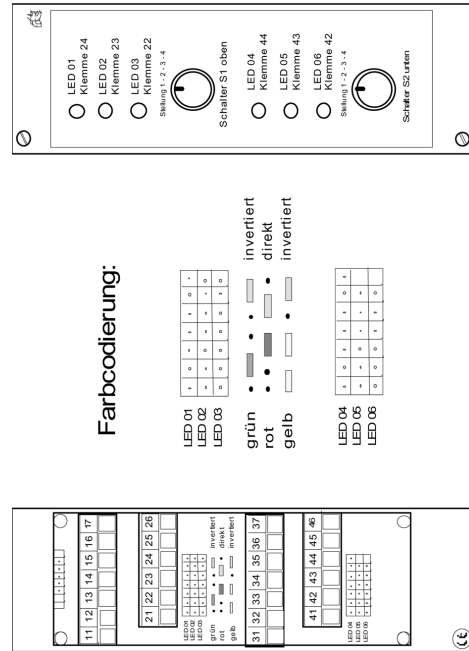 LED 01
Klemme 24
LED 02
Klemme 23
LED 03
Klemme 22
Stellung 1 - 2 - 3 - 4
Schalter S1 oben
LED 04
Klemme 44
LED 05
Klemme 43
LED 06
Klemme 42
Stellung 1 - 2 - 3 - 4
Schalter S2 unten
Farbcodierung:
LED 01
LED 02
LED 03
grün invertiert
rot direkt
gelb invertiert
LED 04
LED 05
LED 06
11 12 13 14 15 16 17
21 22 23 24 25 26
LED 01
LED 02
LED 03
grün invertiert
rot direkt
gelb invertiert
31 32 33 34 35 36 37
41 42 43 44 45 46
LED 04
LED 05
LED 06
CE